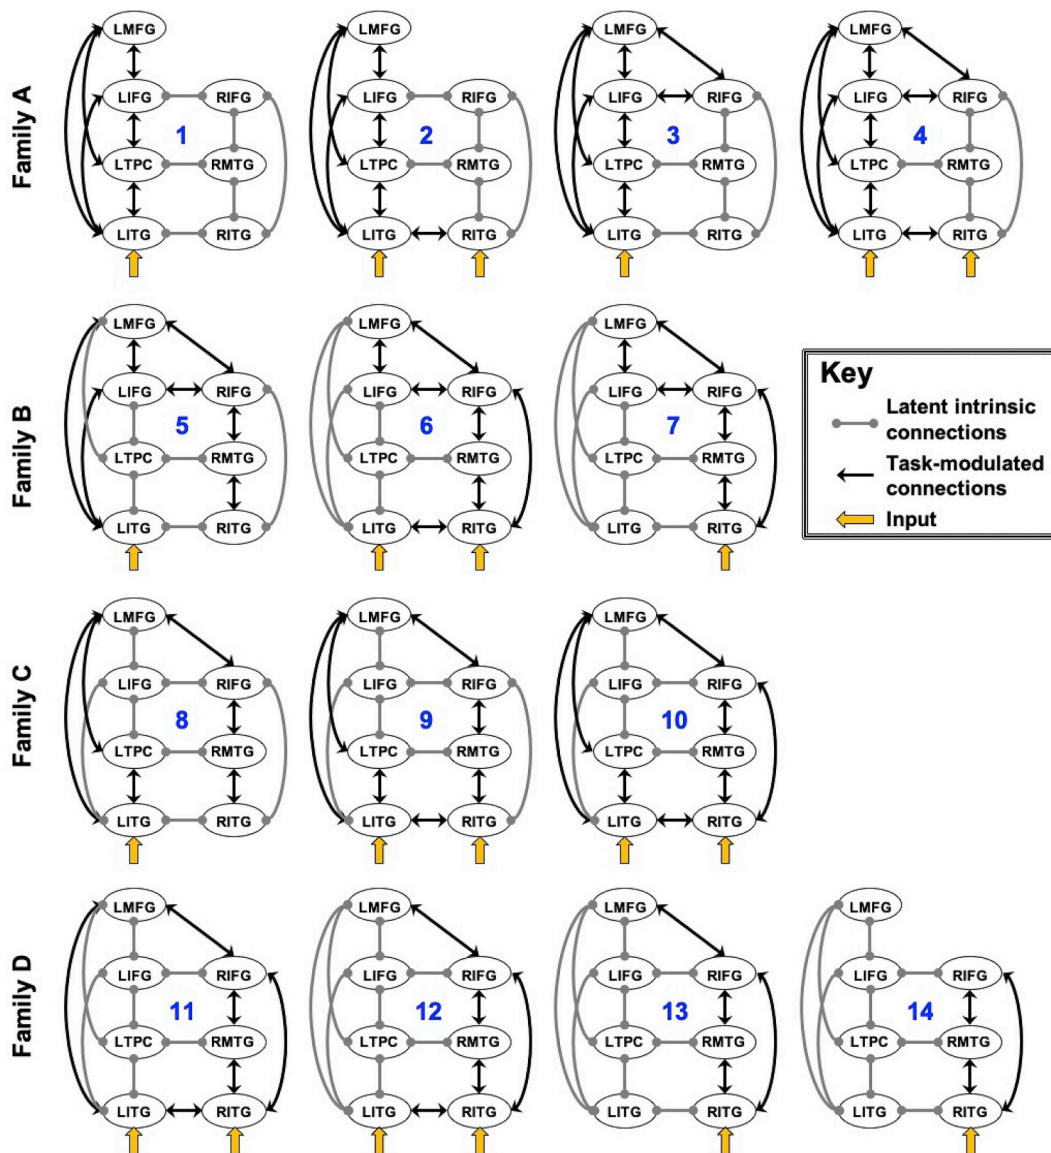 Family A
LMFG LMFG LMFG LMFG
LIFG RIFG LIFG RIFG LIFG RIFG LIFG RIFG
1 2 3 4
LTPC RMTG LTPC RMTG LTPC RMTG LTPC RMTG
LITG RITG LITG RITG LITG RITG LITG RITG
Family B
LMFG LMFG LMFG
LIFG RIFG LIFG RIFG LIFG RIFG
5 6 7
LTPC RMTG LTPC RMTG LTPC RMTG
LITG RITG LITG RITG LITG RITG
Key
Latent intrinsic
connections
Task-modulated
connections
Input
Family C
LMFG LMFG LMFG
LIFG RIFG LIFG RIFG LIFG RIFG
8 9 10
LTPC RMTG LTPC RMTG LTPC RMTG
LITG RITG LITG RITG LITG RITG
Family D
LMFG LMFG LMFG LMFG
LIFG RIFG LIFG RIFG LIFG RIFG LIFG RIFG
11 12 13 14
LTPC RMTG LTPC RMTG LTPC RMTG LTPC RMTG
LITG RITG LITG RITG LITG RITG LITG RITG